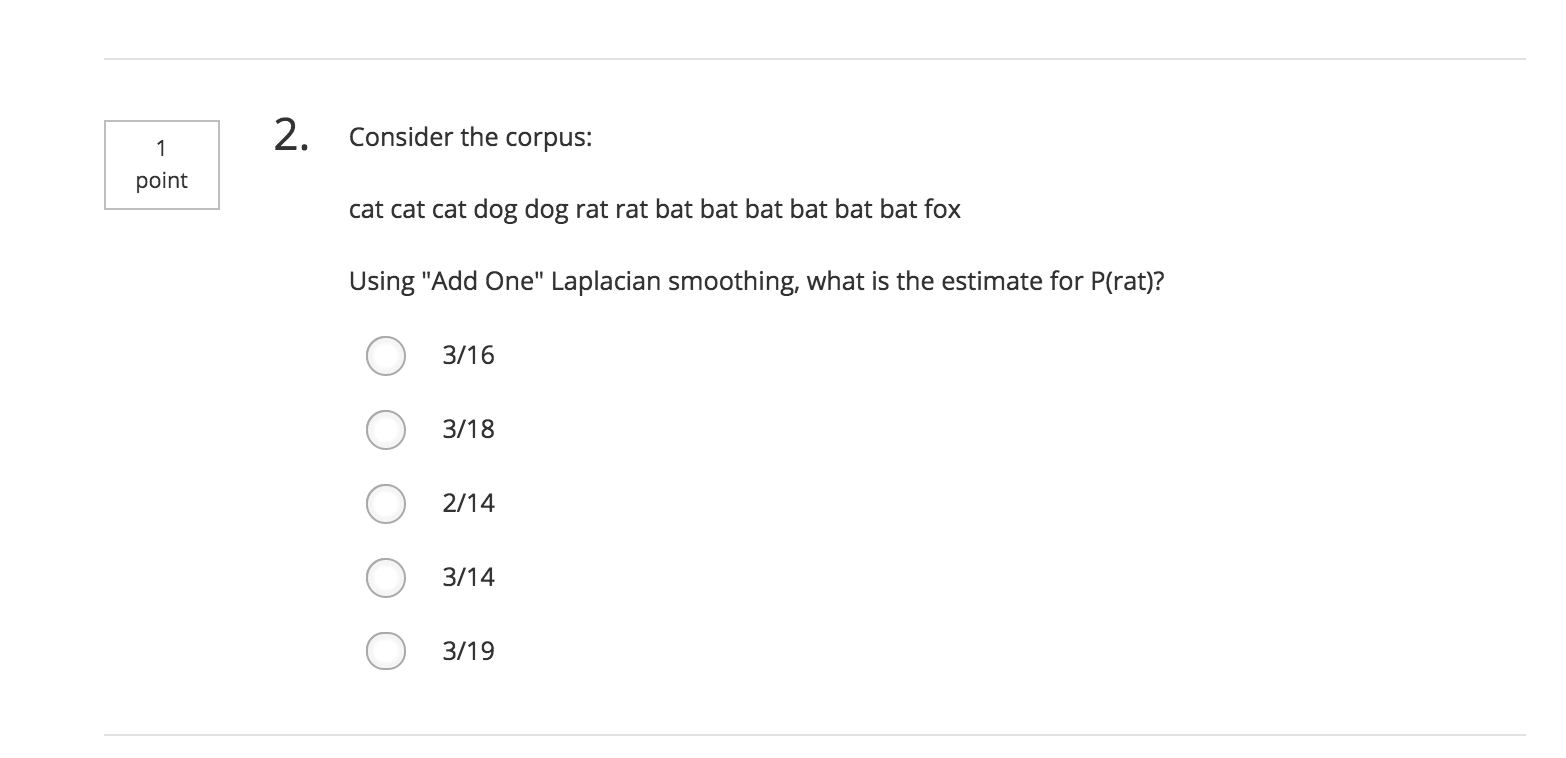 1
point
2.
Consider the corpus:
cat cat cat dog dog rat rat bat bat bat bat bat bat fox
Using "Add One" Laplacian smoothing, what is the estimate for P(rat)?
3/16
3/18
2/14
3/14
3/19